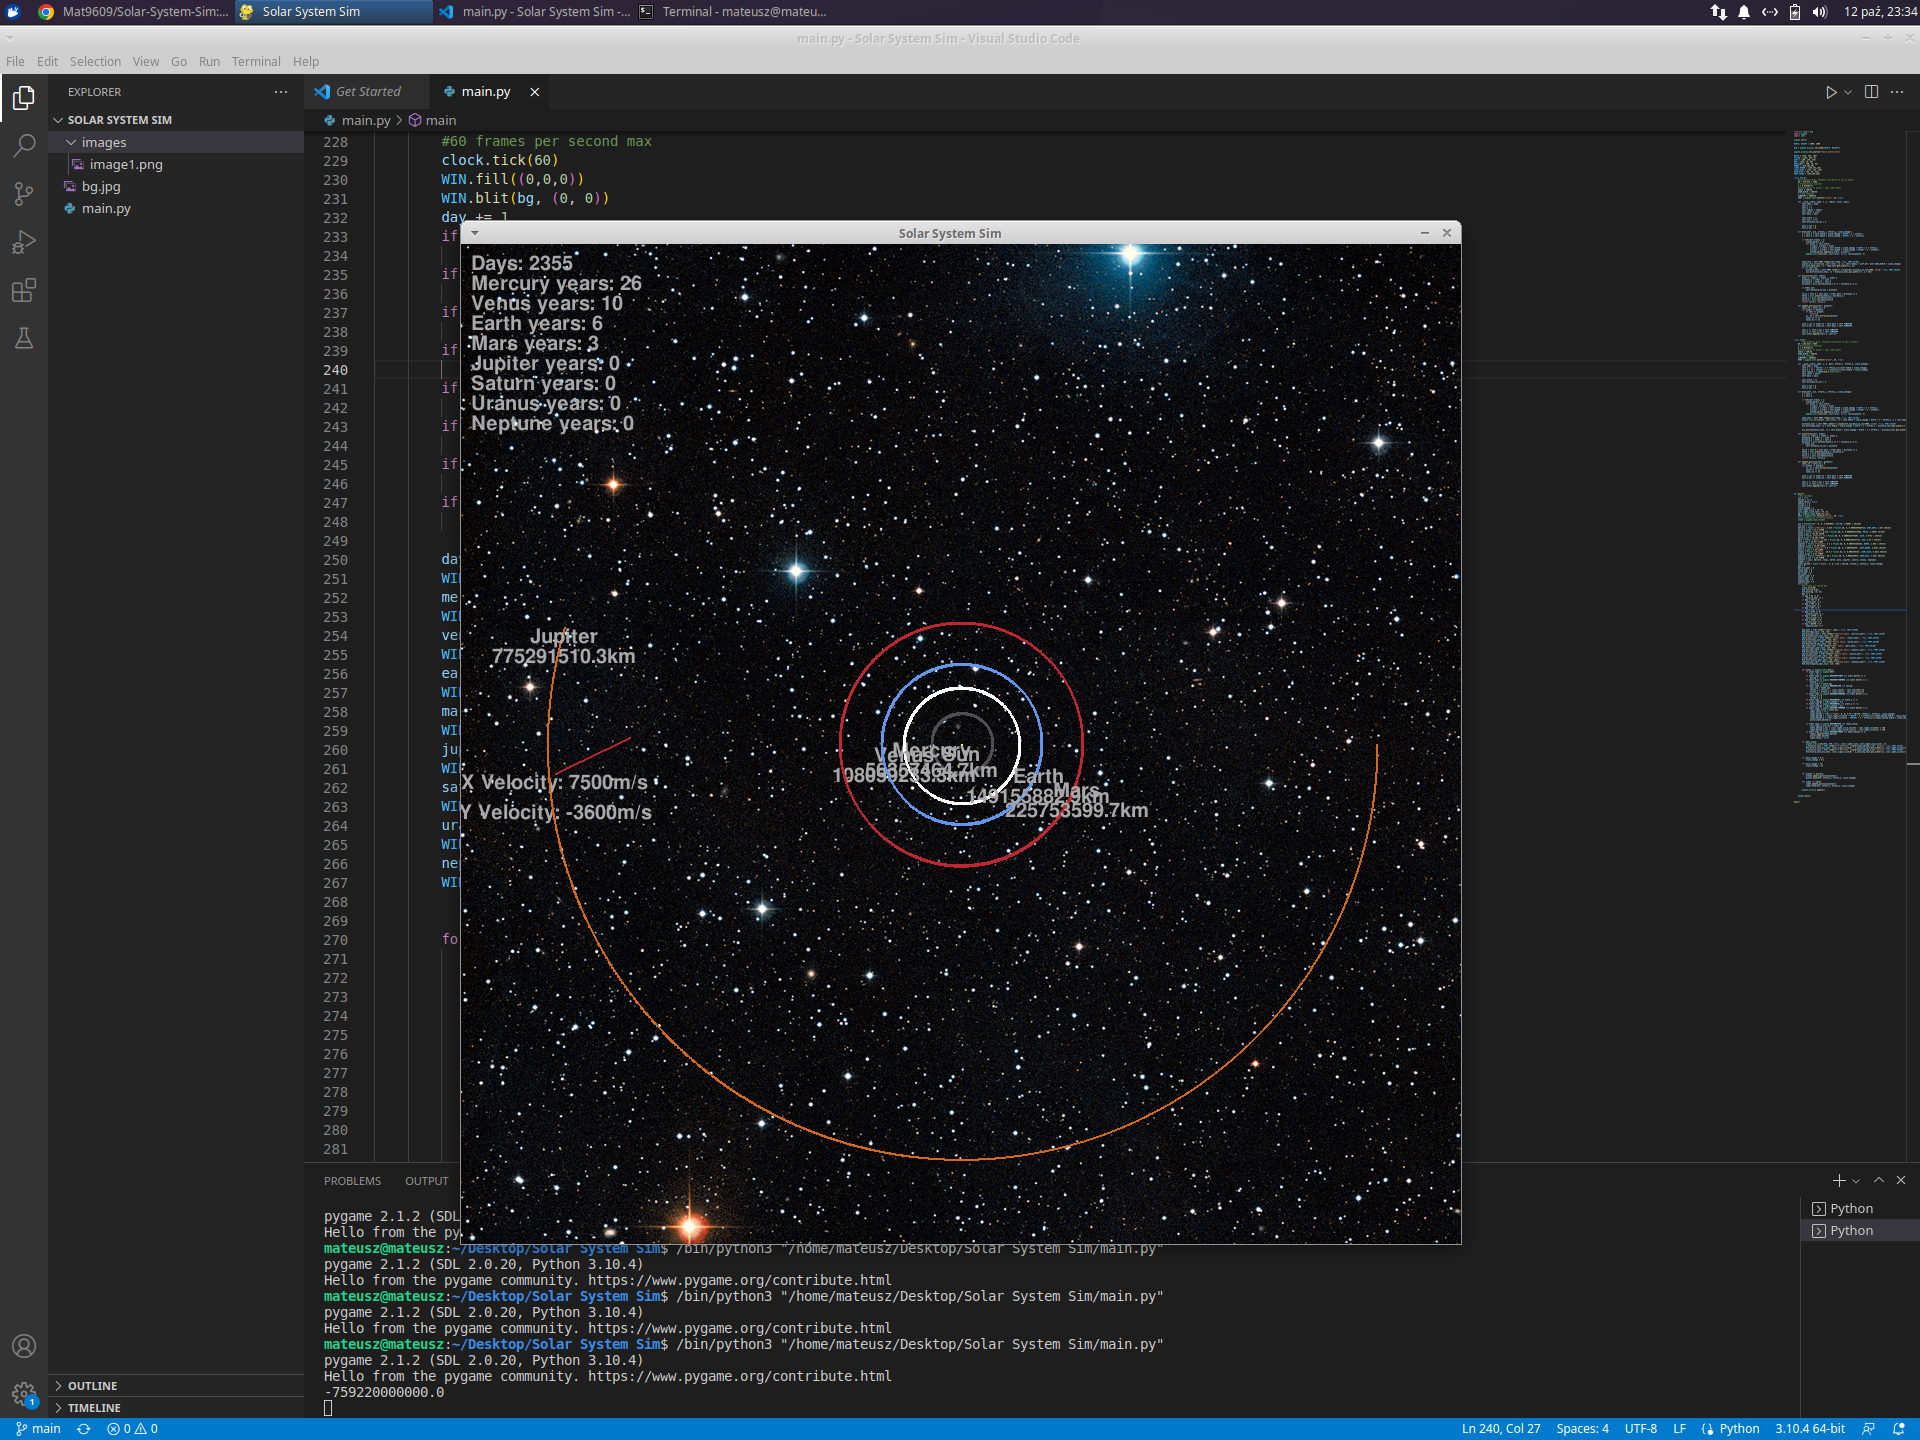 Mat9609/Solar-System-Sim:...
Solar System Sim
main.py - Solar System Sim -...
Terminal - mateusz@mateu...
12 paź, 23:34
main.py - Solar System Sim - Visual Studio Code
File Edit Selection View Go Run Terminal Help
EXPLORER
Get Started
main.py
SOLAR SYSTEM SIM
main.py > main
images
image1.png
bg.jpg
main.py
228 #60 frames per second max
229 clock.tick(60)
230 WIN.fill((0,0,0))
231 WIN.blit(bg, (0, 0))
232 day += 1
233 if
234
235 if
236
237 if
238
239 if
240
241 if
242
243 if
244
245 if
246
247 if
248
249
250 da
251 WI
252 me
253 WI
254 ve
255 WI
256 ea
257 WI
258 ma
259 WI
260 ju
261 WI
262 sa
263 WI
264 ur
265 WI
266 ne
267 WI
268
269
270 fo
271
272
273
274
275
276
277
278
279
280
281
Solar System Sim
Days: 2355
Mercury years: 26
Venus years: 10
Earth years: 6
Mars years: 3
Jupiter years: 0
Saturn years: 0
Uranus years: 0
Neptune years: 0
Jupiter
775291510.3km
X Velocity: 7500m/s
Y Velocity: -3600m/s
Mercury
Venus
Sun
Earth
Mars
225753599.7km
PROBLEMS OUTPUT
pygame 2.1.2 (SDL
Hello from the py
mateusz@mateusz:~/Desktop/Solar System Sim$ /bin/python3 "/home/mateusz/Desktop/Solar System Sim/main.py"
pygame 2.1.2 (SDL 2.0.20, Python 3.10.4)
Hello from the pygame community. https://www.pygame.org/contribute.html
mateusz@mateusz:~/Desktop/Solar System Sim$ /bin/python3 "/home/mateusz/Desktop/Solar System Sim/main.py"
pygame 2.1.2 (SDL 2.0.20, Python 3.10.4)
Hello from the pygame community. https://www.pygame.org/contribute.html
mateusz@mateusz:~/Desktop/Solar System Sim$ /bin/python3 "/home/mateusz/Desktop/Solar System Sim/main.py"
pygame 2.1.2 (SDL 2.0.20, Python 3.10.4)
Hello from the pygame community. https://www.pygame.org/contribute.html
-759220000000.0
Python
Python
OUTLINE
TIMELINE
1
main 0 0
Ln 240, Col 27 Spaces: 4 UTF-8 LF Python 3.10.4 64-bit